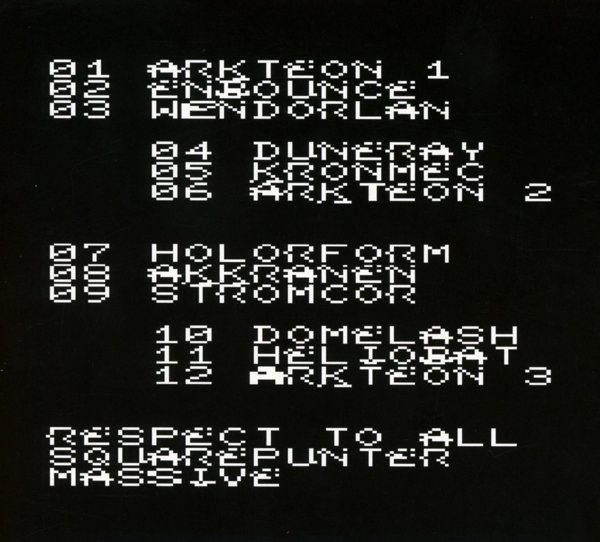 01 ARKTEON 1
02 ENBOUNCE
03 WENDORLAN
04 DUNERAY
05 KRONMEC
06 ARKTEON 2
07 HOLORFORM
08 AKKRANEN
09 STROMCOR
10 DOMELASH
11 HELIOBAT
12 ARKTEON 3
RESPECT TO ALL
SQUAREPUNTER
MASSIVE